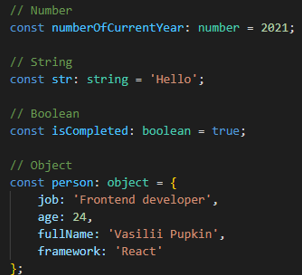 // Number
const numberOfCurrentYear: number = 2021;
// String
const str: string = 'Hello';
// Boolean
const isCompleted: boolean = true;
// Object
const person: object = {
job: 'Frontend developer',
age: 24,
fullName: 'Vasilii Pupkin',
framework: 'React'
};